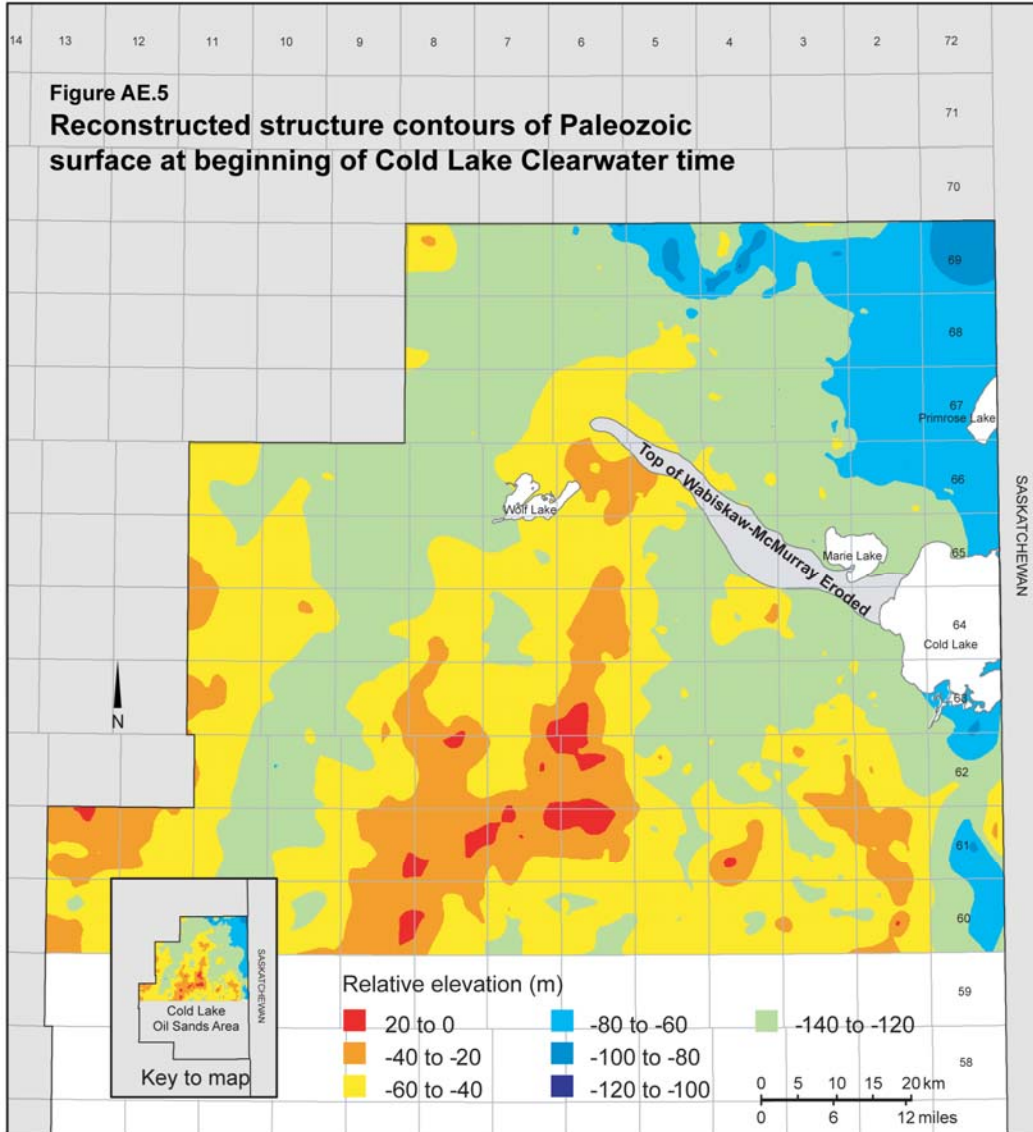 14 13 12 11 10 9 8 7 6 5 4 3 2 72
Figure AE.5
Reconstructed structure contours of Paleozoic
surface at beginning of Cold Lake Clearwater time
71
70
69
68
67
Primrose Lake
66
Top of Wabiskaw-McMurray Eroded
Wolf Lake
SASKATCHEWAN
65
Marie Lake
64
Cold Lake
63
N
62
61
60
SASKATCHEWAN
Cold Lake
Oil Sands Area
Key to map
59
58
Relative elevation (m)
20 to 0
-80 to -60
-140 to -120
-40 to -20
-100 to -80
-60 to -40
-120 to -100
0 5 10 15 20 km
0 6 12 miles